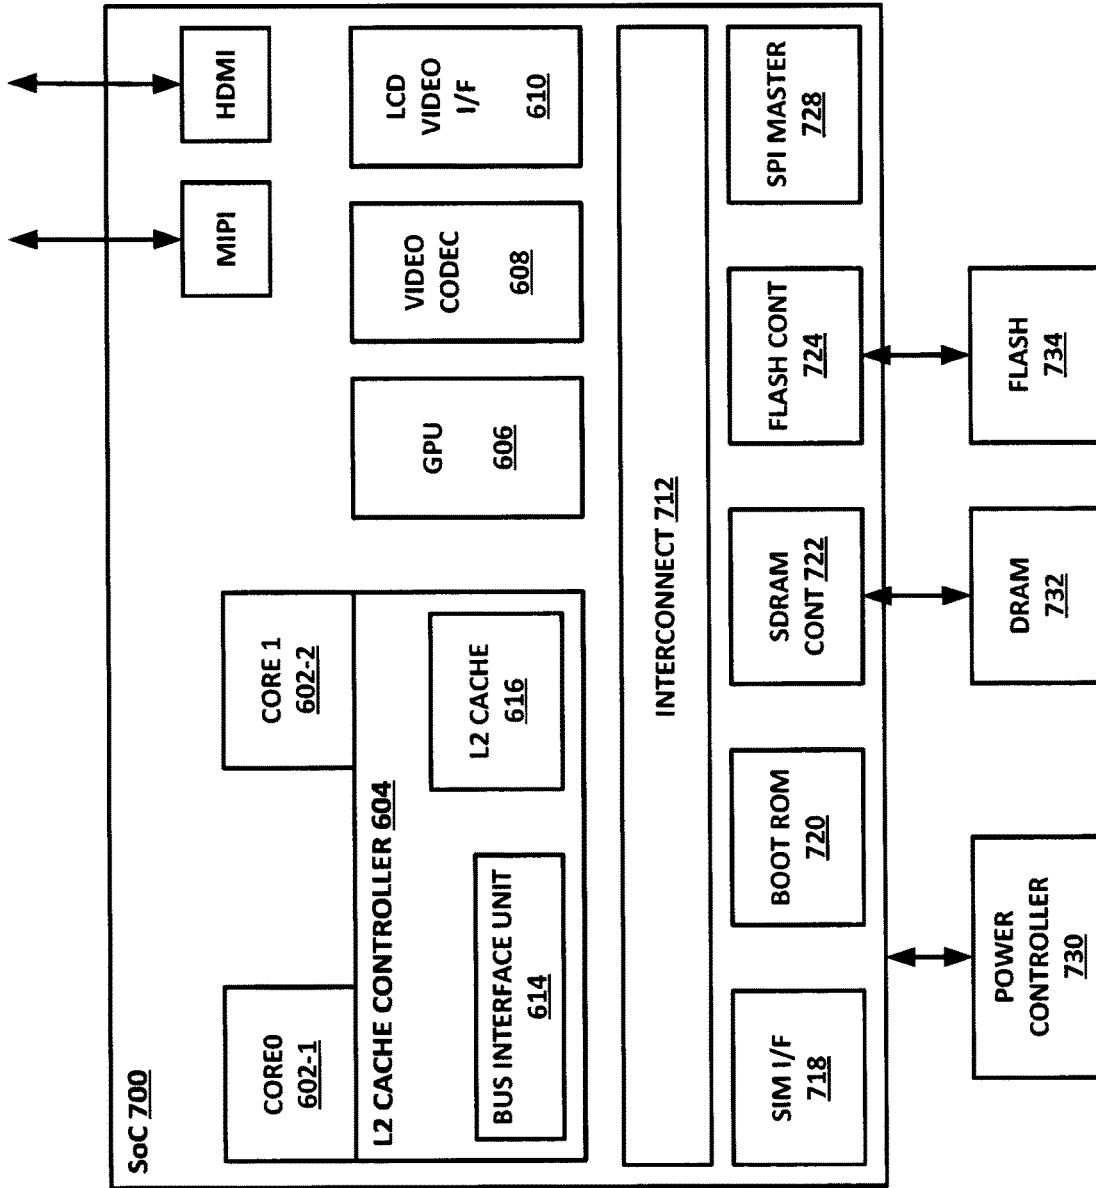 SoC 700
CORE0
602-1
CORE 1
602-2
L2 CACHE CONTROLLER 604
BUS INTERFACE UNIT
614
L2 CACHE
616
GPU
606
VIDEO
CODEC
608
LCD
VIDEO
I/F
610
MIPI
HDMI
INTERCONNECT 712
SIM I/F
718
BOOT ROM
720
SDRAM
CONT 722
FLASH CONT
724
SPI MASTER
728
POWER
CONTROLLER
730
DRAM
732
FLASH
734